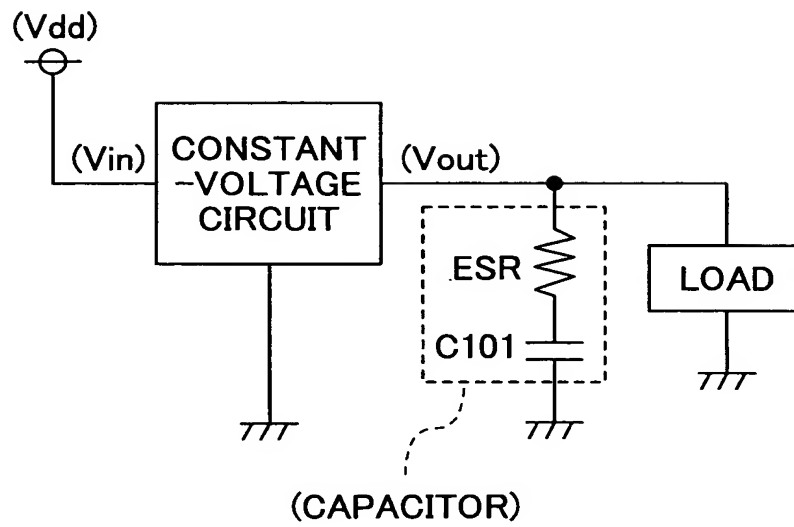 (Vdd)
(Vin)
CONSTANT
-VOLTAGE
CIRCUIT
(Vout)
ESR
C101
LOAD
(CAPACITOR)